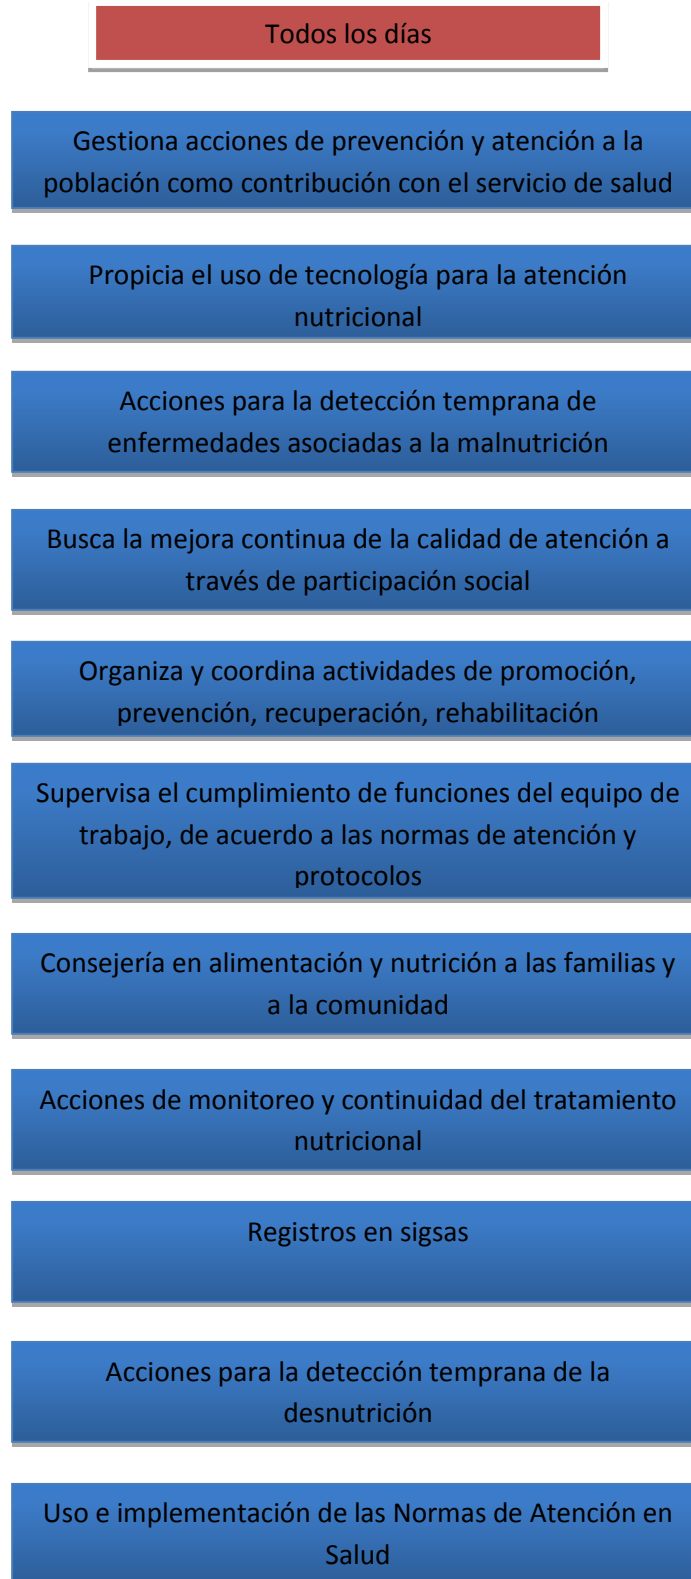 Todos los días
Gestiona acciones de prevención y atención a la
población como contribución con el servicio de salud
Propicia el uso de tecnología para la atención
nutricional
Acciones para la detección temprana de
enfermedades asociadas a la malnutrición
Busca la mejora continua de la calidad de atención a
través de participación social
Organiza y coordina actividades de promoción,
prevención, recuperación, rehabilitación
Supervisa el cumplimiento de funciones del equipo de
trabajo, de acuerdo a las normas de atención y
protocolos
Consejería en alimentación y nutrición a las familias y
a la comunidad
Acciones de monitoreo y continuidad del tratamiento
nutricional
Registros en sigsas
Acciones para la detección temprana de la
desnutrición
Uso e implementación de las Normas de Atención en
Salud